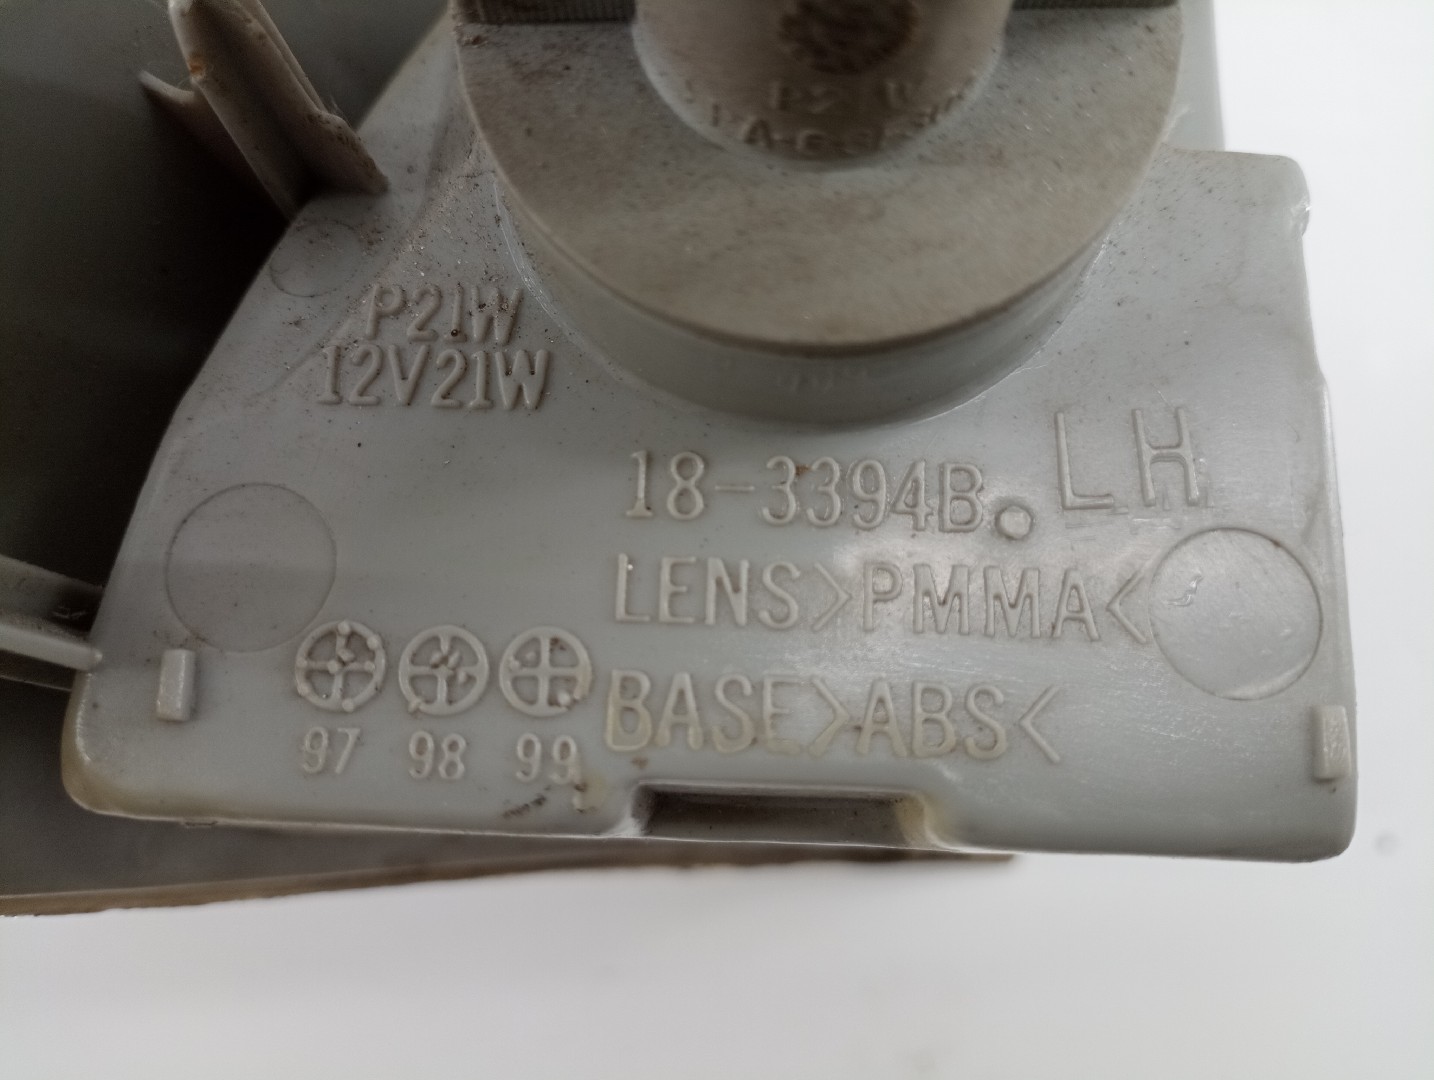 P21W
12V21W
18-3394B.
LH
LENS>PMMA<
BASE>ABS<
97 98 99